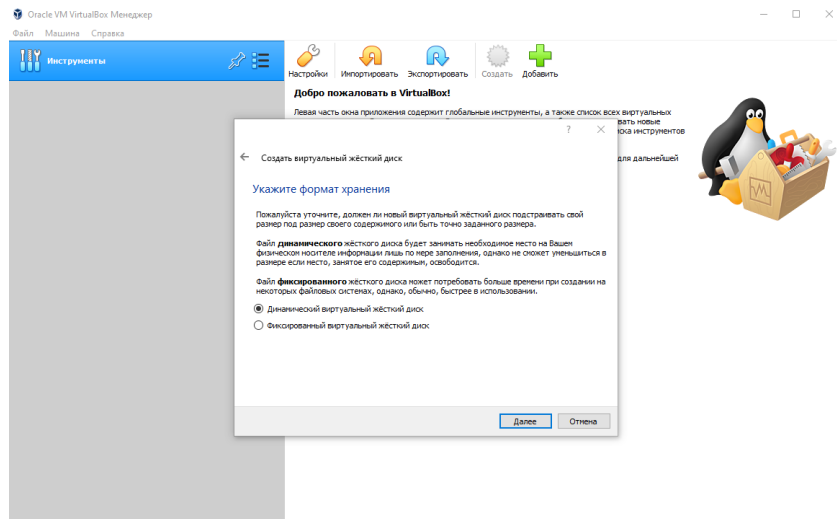 Oracle VM VirtualBox Менеджер
Файл Машина Справка
Инструменты
Настройки Импортировать Экспортировать Создать Добавить
Добро пожаловать в VirtualBox!
Левая часть окна приложения содержит глобальные инструменты, а также список всех виртуальных
вать новые
ска инструментов
для дальнейшей
?
Создать виртуальный жёсткий диск
Укажите формат хранения
Пожалуйста уточните, должен ли новый виртуальный жёсткий диск подстраивать свой
размер под размер своего содержимого или быть точно заданного размера.
Файл динамического жёсткого диска будет занимать необходимое место на Вашем
физическом носителе информации лишь по мере заполнения, однако не сможет уменьшиться в
размере если место, занятое его содержимым, освободится.
Файл фиксированного жёсткого диска может потребовать больше времени при создании на
некоторых файловых системах, однако, обычно, быстрее в использовании.
Динамический виртуальный жёсткий диск
Фиксированный виртуальный жёсткий диск
Далее Отмена